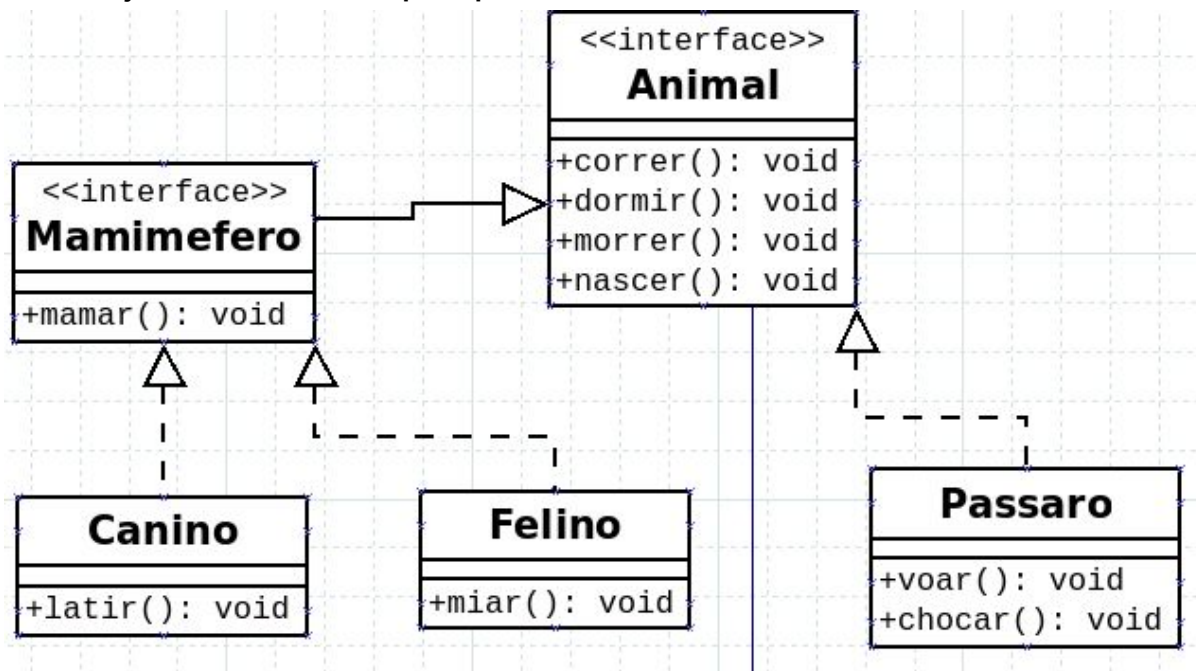 <<interface>>
Animal
+correr(): void
+dormir(): void
+morrer(): void
+nascer(): void
<<interface>>
Mamimefero
+mamar(): void
Canino
+latir(): void
Felino
+miar(): void
Passaro
+voar(): void
+chocar(): void